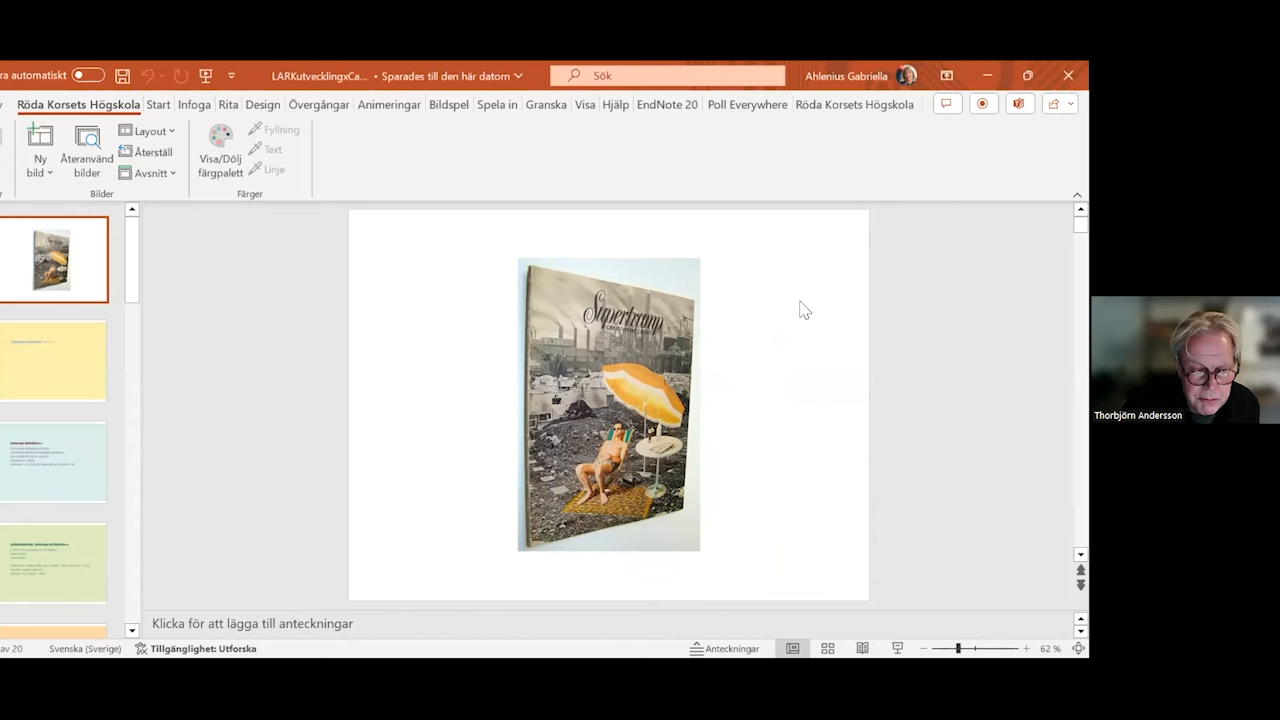 ra automatiskt
LARKutvecklingxCa... • Sparades till den här datorn
Sök
Ahlenius Gabriella
Röda Korsets Högskola Start Infoga Rita Design Övergångar Animeringar Bildspel Spela in Granska Visa Hjälp EndNote 20 Poll Everywhere Röda Korsets Högskola
Ny bild
Återanvänd bilder
Layout
Återställ
Avsnitt
Bilder
Visa/Dölj färgpalett
Fyllning
Text
Linje
Färger
Supertramp
Thorbjörn Andersson
Klicka för att lägga till anteckningar
av 20
Svenska (Sverige)
Tillgänglighet: Utforska
Anteckningar
62 %